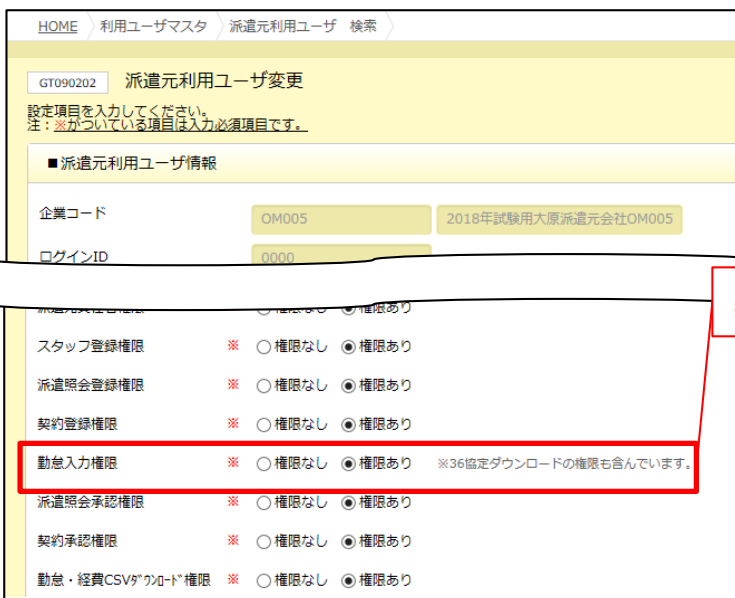 HOME 利用ユーザマスタ 派遣元利用ユーザ 検索
GT090202 派遣元利用ユーザ変更
設定項目を入力してください。
注：※がついている項目は入力必須項目です。
■派遣元利用ユーザ情報
企業コード OM005 2018年試験用大原派遣元会社OM005
ログインID 0000
権限なし 権限あり
スタッフ登録権限 ※ 権限なし 権限あり
派遣照会登録権限 ※ 権限なし 権限あり
契約登録権限 ※ 権限なし 権限あり
勤怠入力権限 ※ 権限なし 権限あり ※36協定ダウンロードの権限も含んでいます。
派遣照会承認権限 ※ 権限なし 権限あり
契約承認権限 ※ 権限なし 権限あり
勤怠・経費CSVﾀﾞｳﾝﾛｰﾄﾞ権限 ※ 権限なし 権限あり